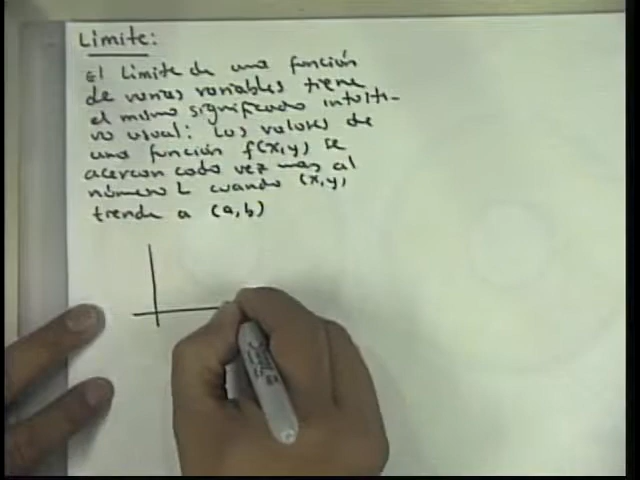 Limite:
El Limite de una función
de varias variables tiene
el mismo significado intuiti-
vo usual: Los valores de
una función f(x,y) se
acercan cada vez mas al
número L cuando (x,y)
tiende a (a,b)